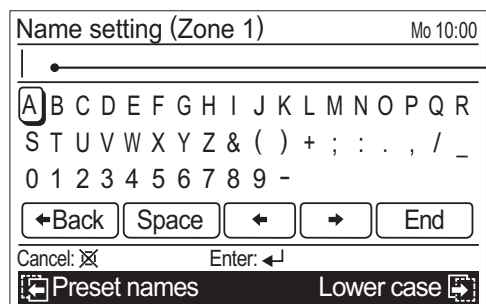 Name setting (Zone 1) Mo 10:00
A B C D E F G H I J K L M N O P Q R
S T U V W X Y Z & ( ) + ; : . , / _
0 1 2 3 4 5 6 7 8 9 -
←Back Space ← → End
Cancel: Enter:
Preset names Lower case